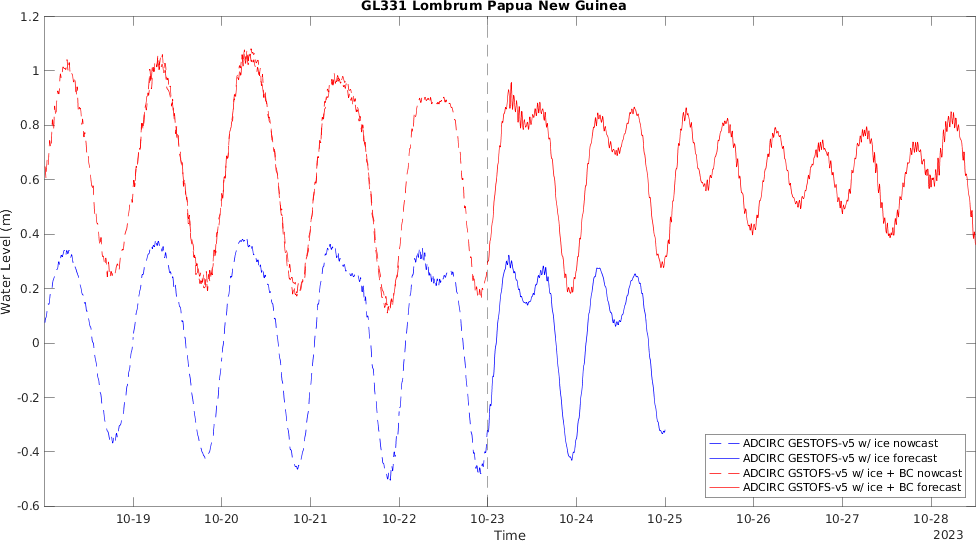 GL331 Lombrum Papua New Guinea
1.2
1
0.8
0.6
0.4
0.2
0
-0.2
-0.4
-0.6
Water Level (m)
10-19 10-20 10-21 10-22 10-23 10-24 10-25 10-26 10-27 10-28
2023
Time
ADCIRC GESTOFS-v5 w/ ice nowcast
ADCIRC GESTOFS-v5 w/ ice forecast
ADCIRC GSTOFS-v5 w/ ice + BC nowcast
ADCIRC GSTOFS-v5 w/ ice + BC forecast